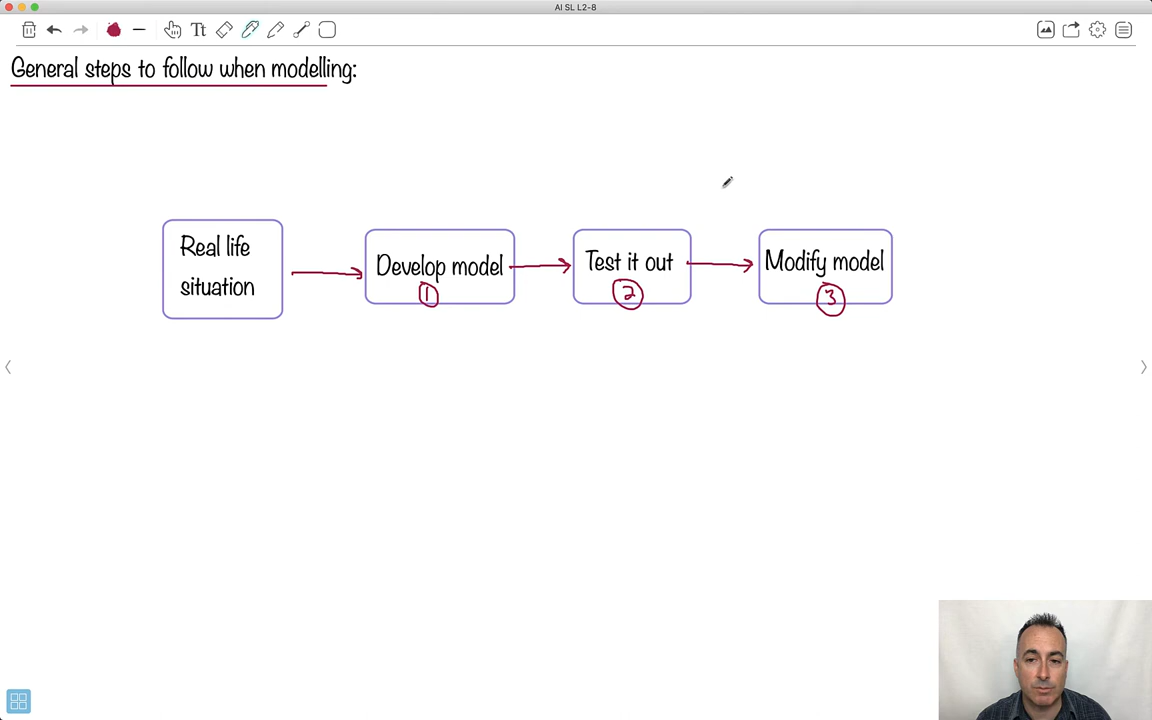 AI SL L2-8
Tt
General steps to follow when modelling:
Real life
situation
Develop model
1
Test it out
2
Modify model
3